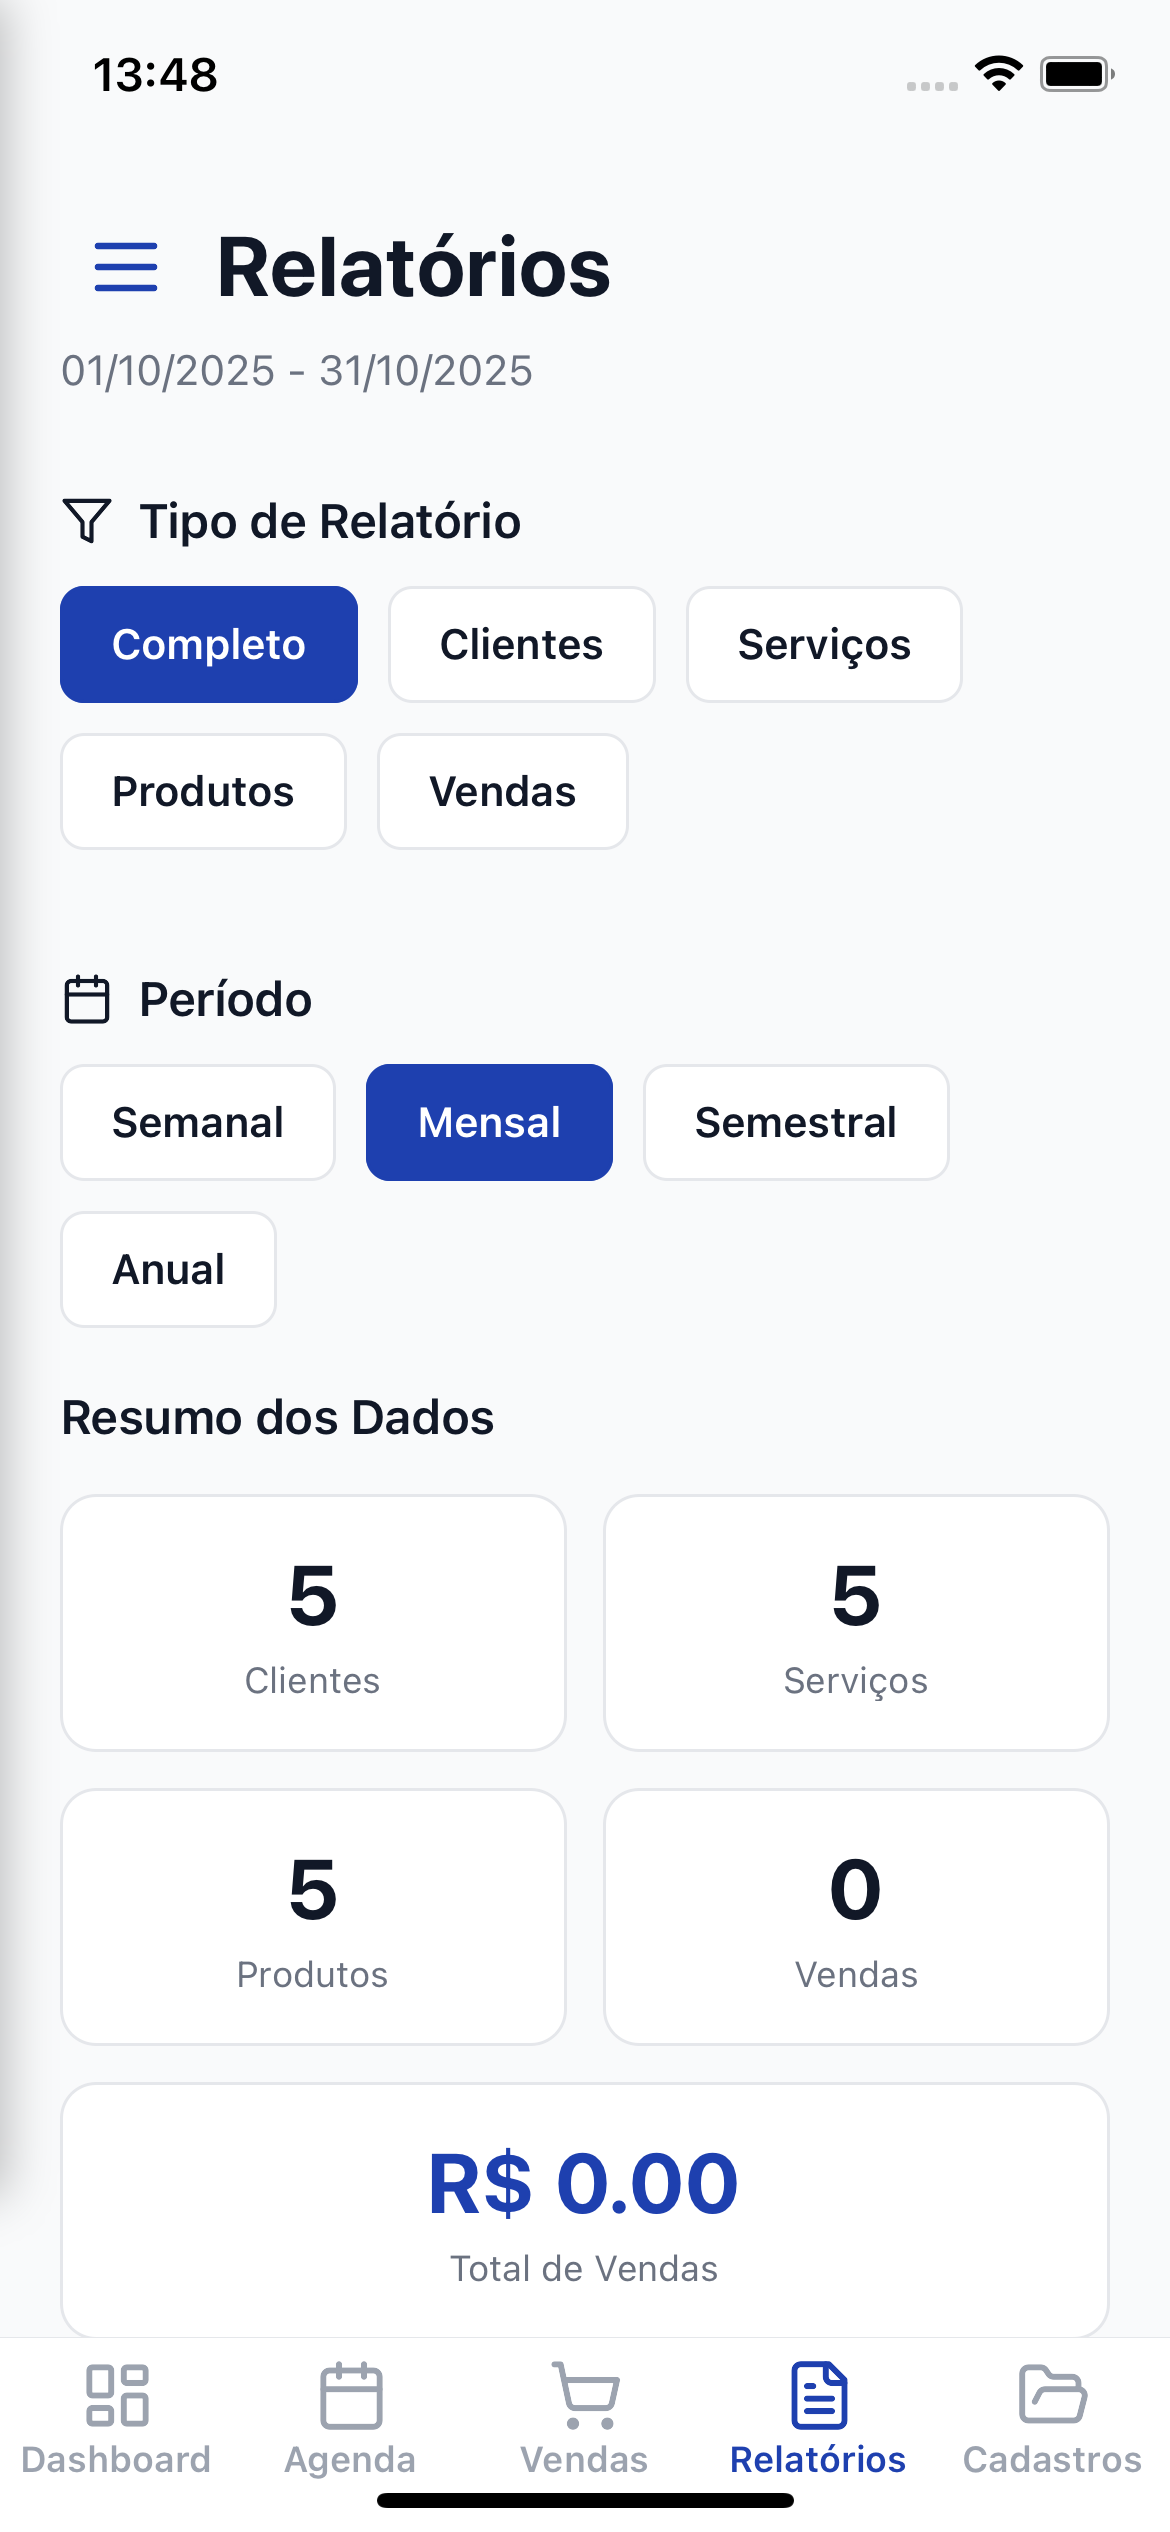 13:48
Relatórios
01/10/2025 - 31/10/2025
Tipo de Relatório
Completo Clientes Serviços
Produtos Vendas
Período
Semanal Mensal Semestral
Anual
Resumo dos Dados
5 5
Clientes Serviços
5 0
Produtos Vendas
R$ 0.00
Total de Vendas
Dashboard Agenda Vendas Relatórios Cadastros